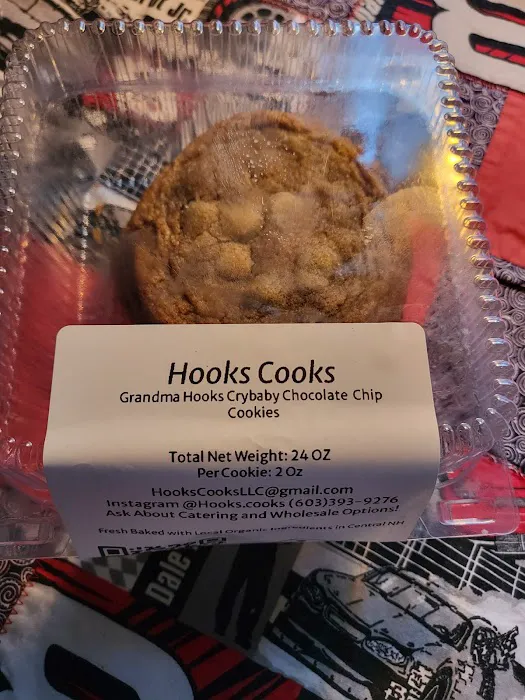 Jr
Hooks Cooks
Grandma Hooks Crybaby Chocolate Chip
Cookies
Total Net Weight: 24 OZ
Per Cookie: 2 Oz
HooksCooksLLC@gmail.com
Instagram @Hooks.cooks (603)393-9276
Ask About Catering and Wholesale Options!
Fresh Baked with Local Organic Ingredients in Central NH
Dale